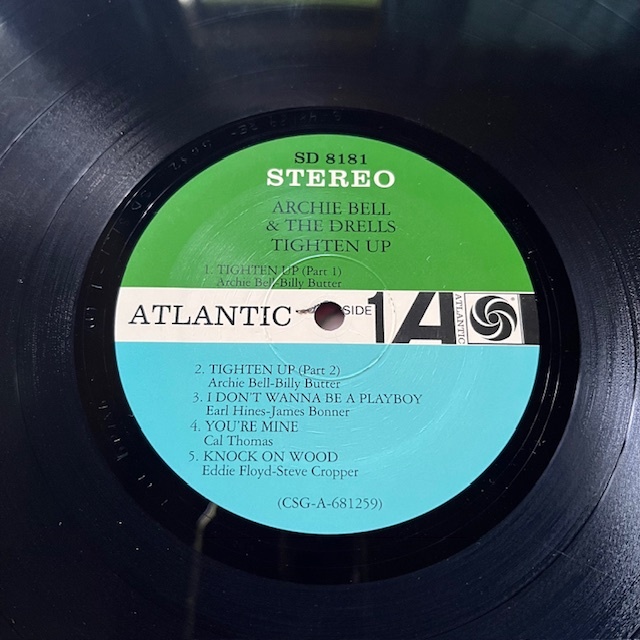 SD 8181
STEREO
ARCHIE BELL
& THE DRELLS
TIGHTEN UP
1. TIGHTEN UP (Part 1)
Archie Bell-Billy Butter
ATLANTIC
SIDE 1
A
ATLANTIC
2. TIGHTEN UP (Part 2)
Archie Bell-Billy Butter
3. I DON'T WANNA BE A PLAYBOY
Earl Hines-James Bonner
4. YOU'RE MINE
Cal Thomas
5. KNOCK ON WOOD
Eddie Floyd-Steve Cropper
(CSG-A-681259)